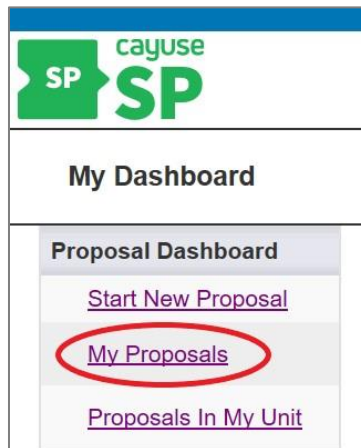 cayuse
SP SP
My Dashboard
Proposal Dashboard
Start New Proposal
My Proposals
Proposals In My Unit